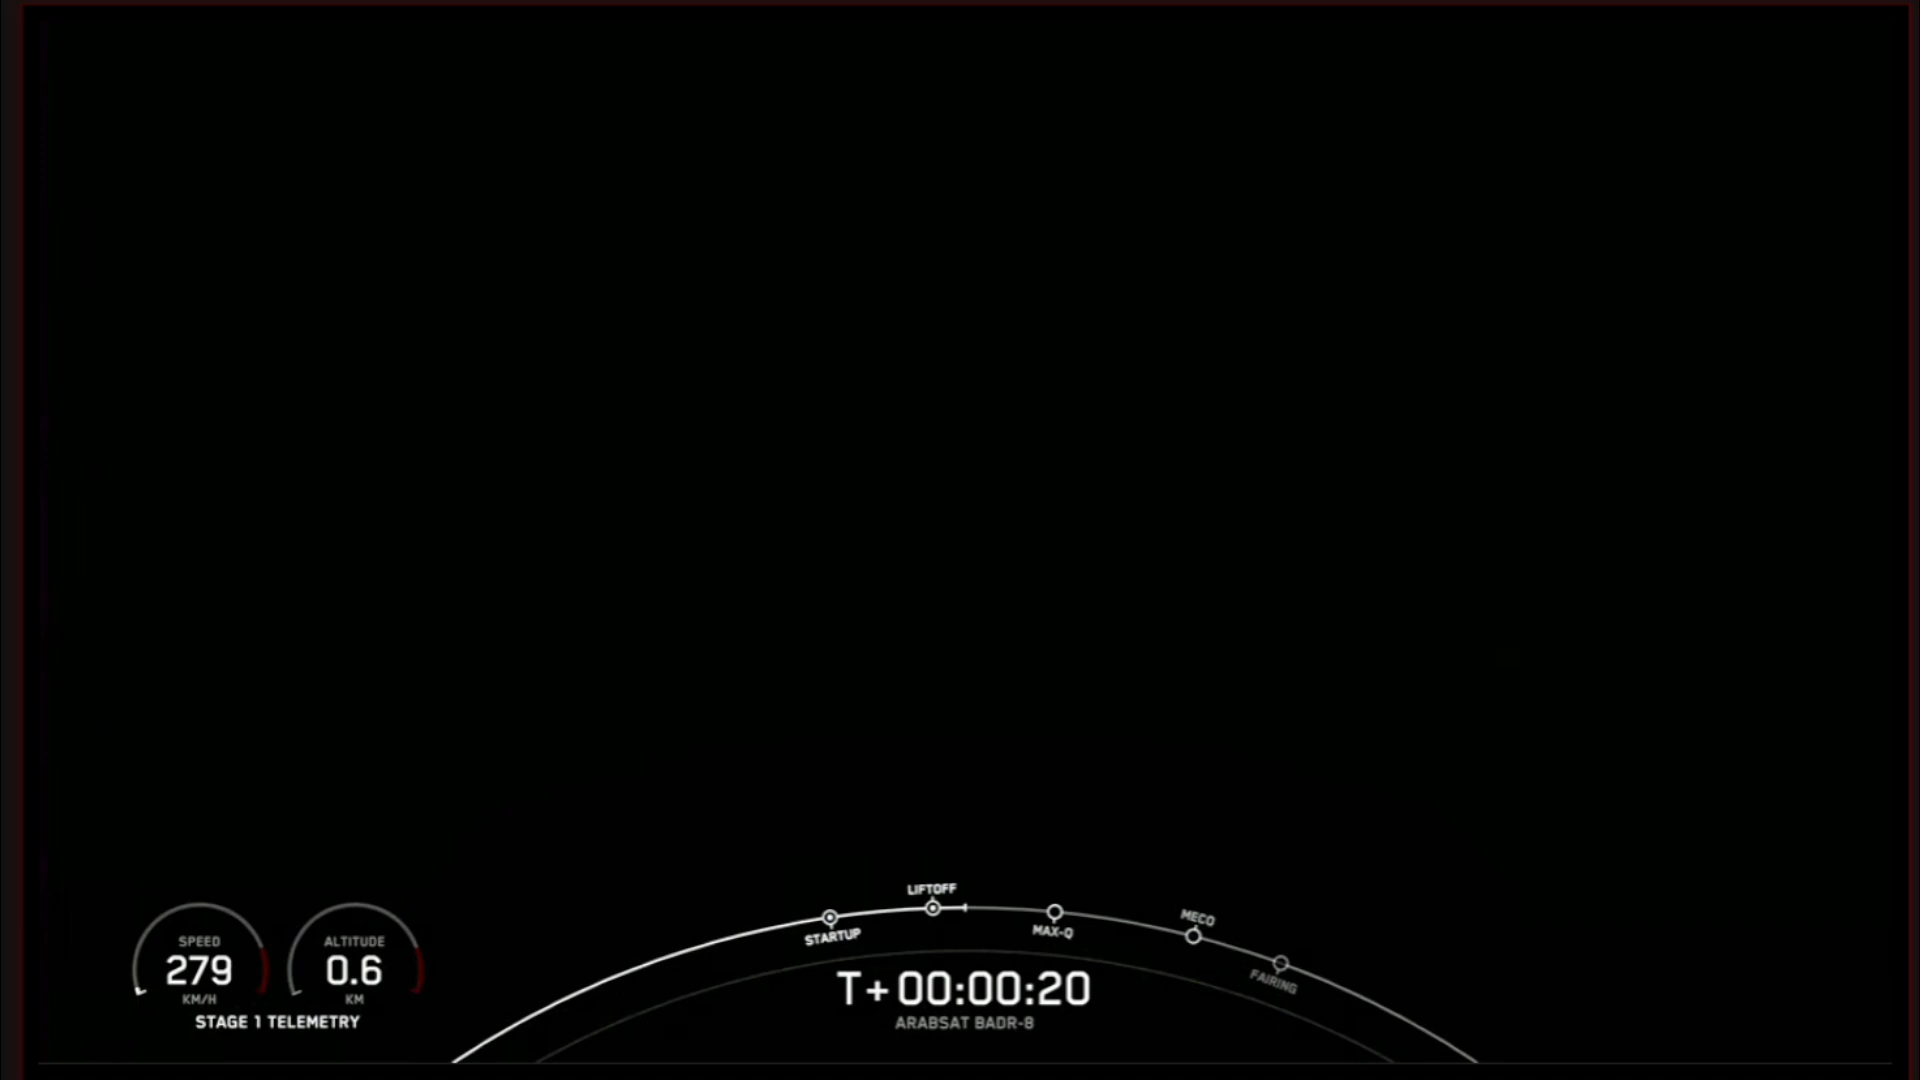 LIFTOFF
STARTUP
MAX-Q
MECO
FAIRING
SPEED
279
KM/H
ALTITUDE
0.6
KM
STAGE 1 TELEMETRY
T+00:00:20
ARABSAT BADR-8